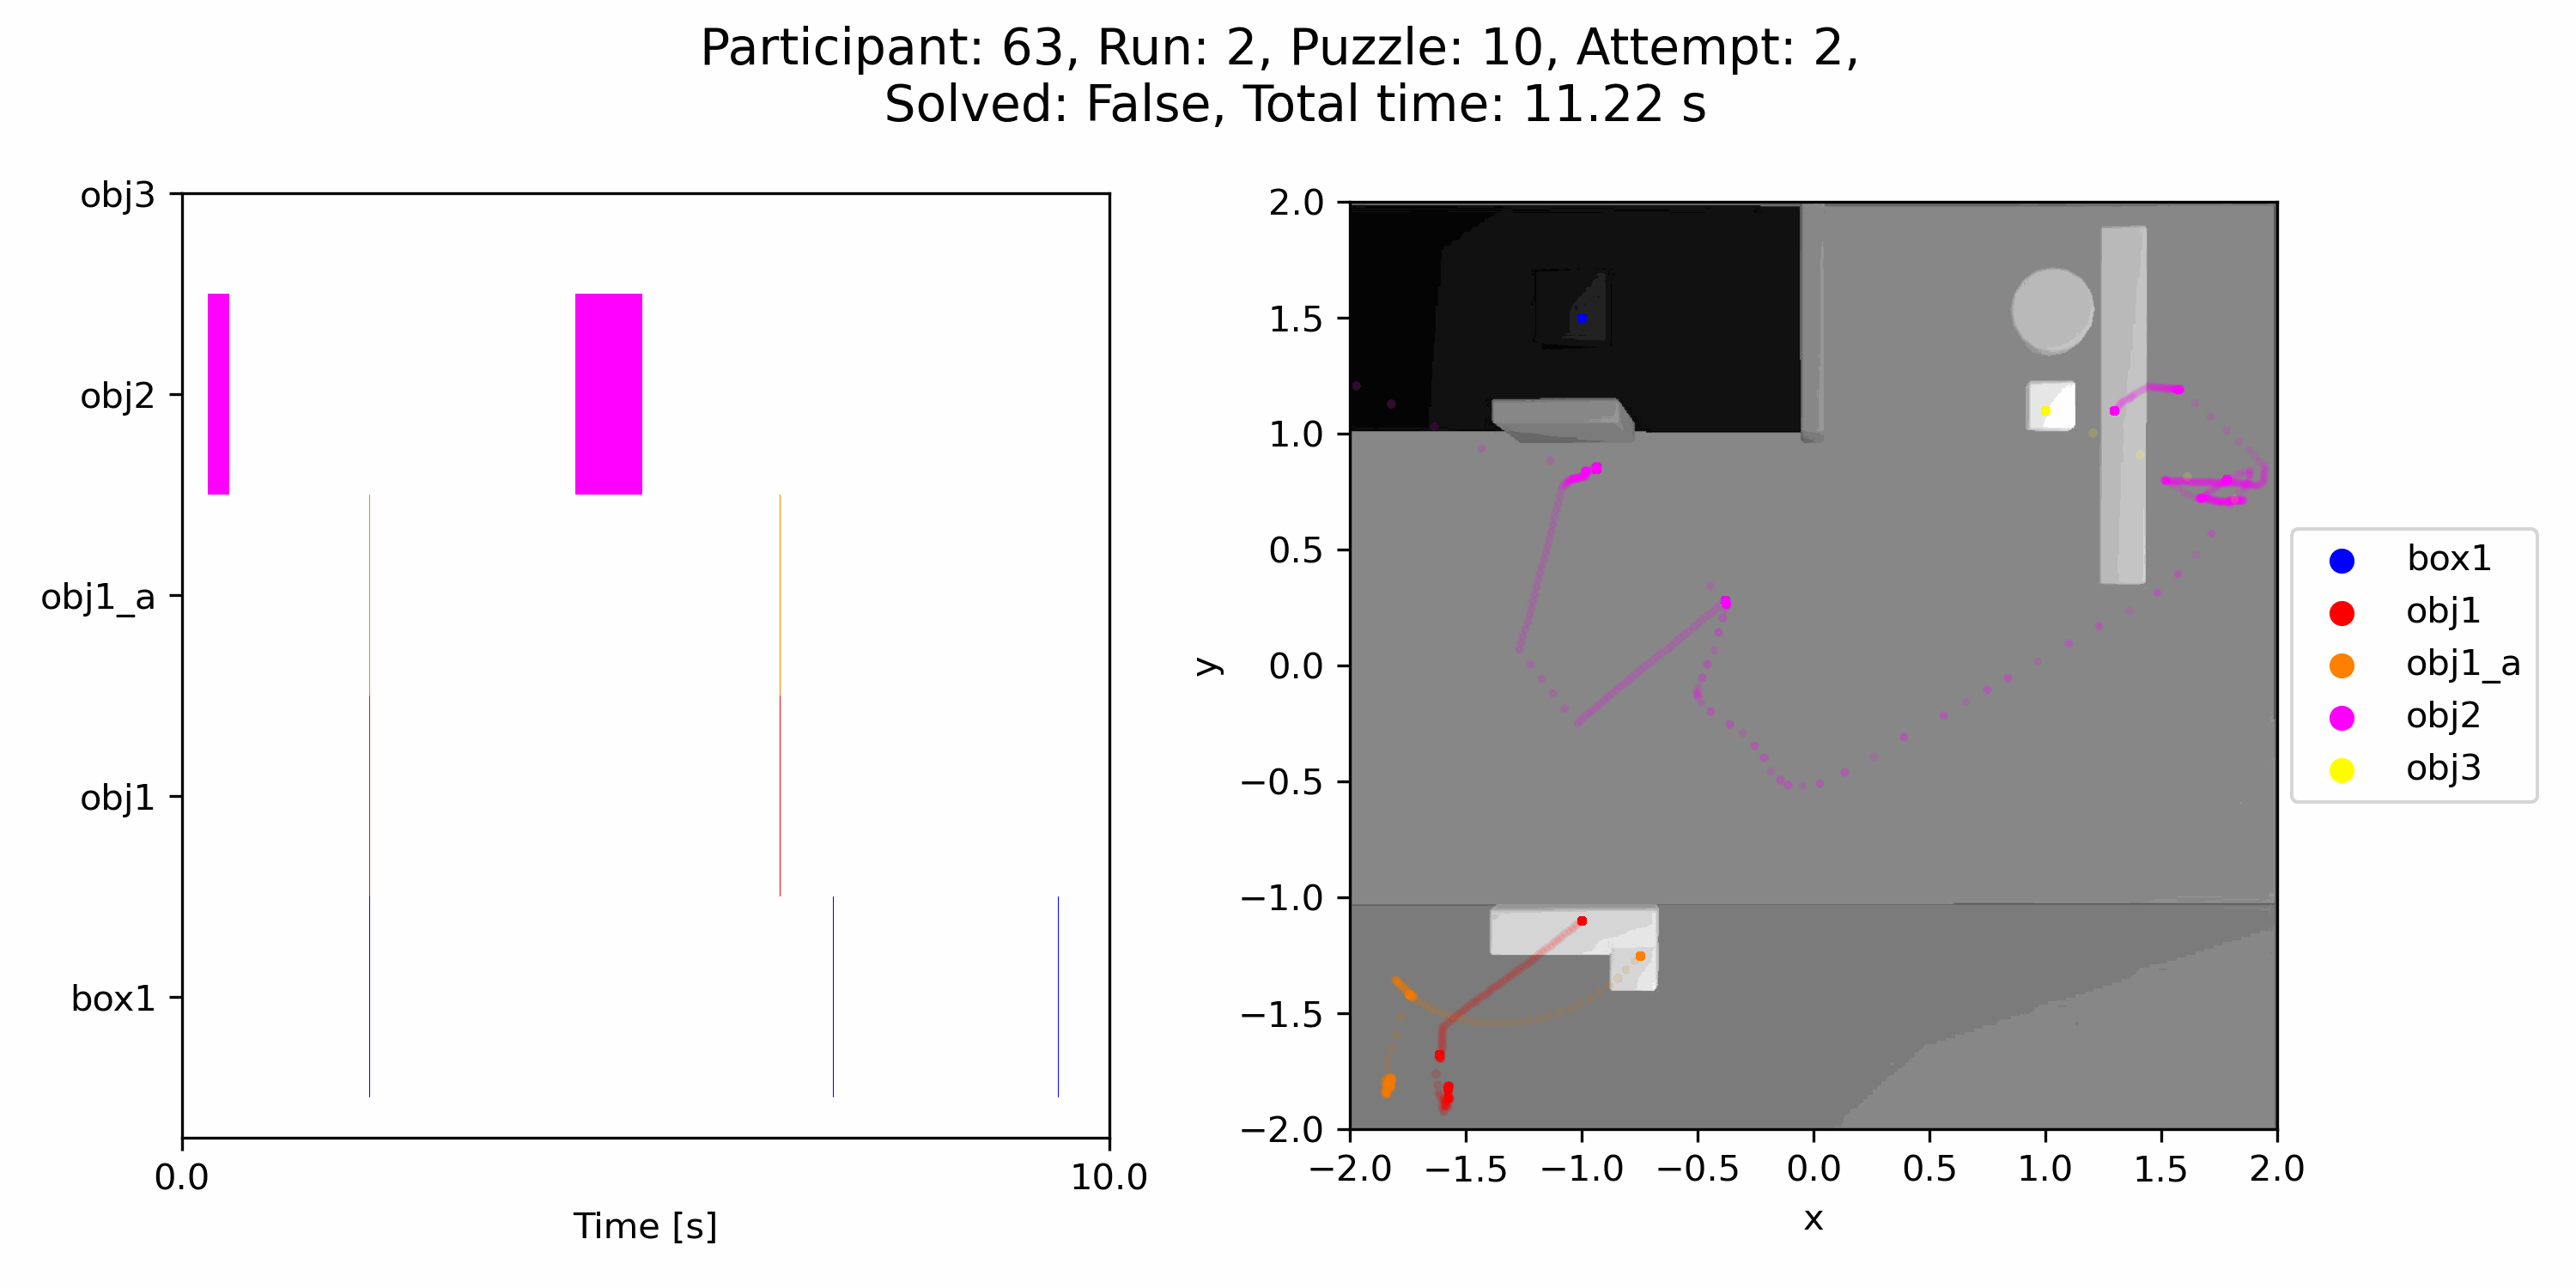 Participant: 63, Run: 2, Puzzle: 10, Attempt: 2,
Solved: False, Total time: 11.22 s
obj3
obj2
obj1_a
obj1
box1
0.0
10.0
Time [s]
2.0
1.5
1.0
0.5
0.0
−0.5
−1.0
−1.5
−2.0
y
−2.0
−1.5
−1.0
−0.5
0.0
0.5
1.0
1.5
2.0
x
box1
obj1
obj1_a
obj2
obj3